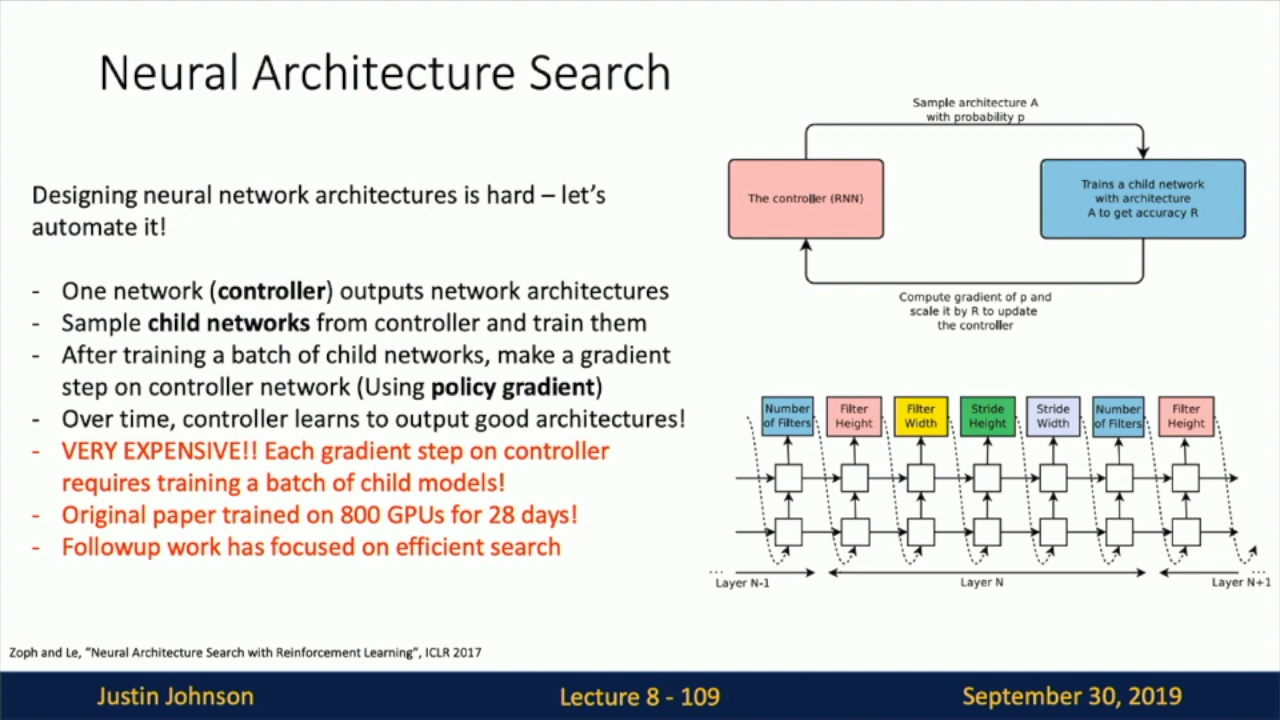 Neural Architecture Search
Designing neural network architectures is hard – let's
automate it!
- One network (controller) outputs network architectures
- Sample child networks from controller and train them
- After training a batch of child networks, make a gradient
step on controller network (Using policy gradient)
- Over time, controller learns to output good architectures!
- VERY EXPENSIVE!! Each gradient step on controller
requires training a batch of child models!
- Original paper trained on 800 GPUs for 28 days!
- Followup work has focused on efficient search
Sample architecture A
with probability p
The controller (RNN)
Trains a child network
with architecture
A to get accuracy R
Compute gradient of p and
scale it by R to update
the controller
Number
of Filters
Filter
Height
Filter
Width
Stride
Height
Stride
Width
Number
of Filters
Filter
Height
...
Layer N-1
Layer N
...
Layer N+1
Zoph and Le, "Neural Architecture Search with Reinforcement Learning", ICLR 2017
Justin Johnson
Lecture 8 - 109
September 30, 2019